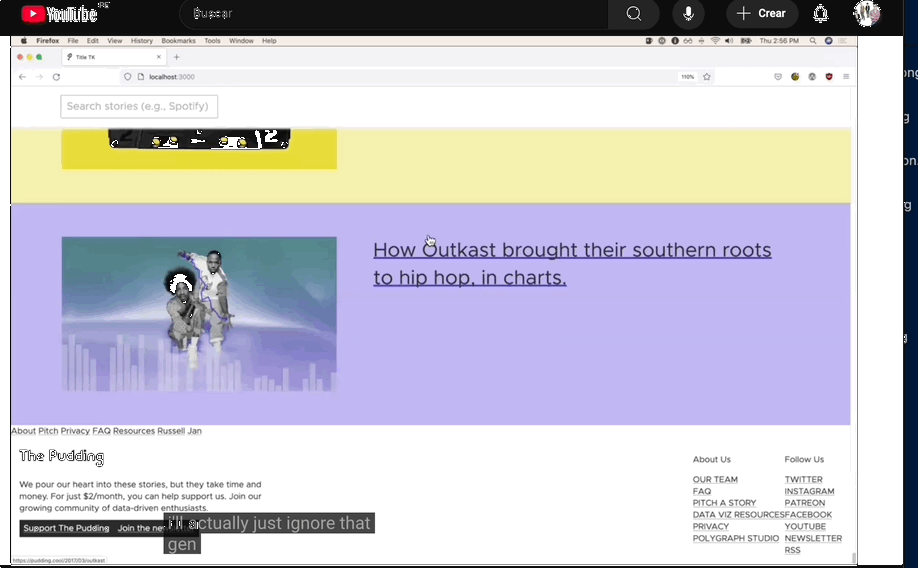 YouTube
Buscar
Crear
Firefox File Edit View History Bookmarks Tools Window Help
Thu 2:56 PM
Title TK
localhost:3000
110%
Search stories (e.g., Spotify)
2 2
How Outkast brought their southern roots
to hip hop, in charts.
About Pitch Privacy FAQ Resources Russell Jan
The Pudding
We pour our heart into these stories, but they take time and
money. For just $2/month, you can help support us. Join our
growing community of data-driven enthusiasts.
Support The Pudding Join the
About Us
OUR TEAM
FAQ
PITCH A STORY
DATA VIZ RESOURCES
PRIVACY
POLYGRAPH STUDIO
Follow Us
TWITTER
INSTAGRAM
PATREON
FACEBOOK
YOUTUBE
NEWSLETTER
RSS
i'll actually just ignore that
gen
https://pudding.cool/2017/03/outkast